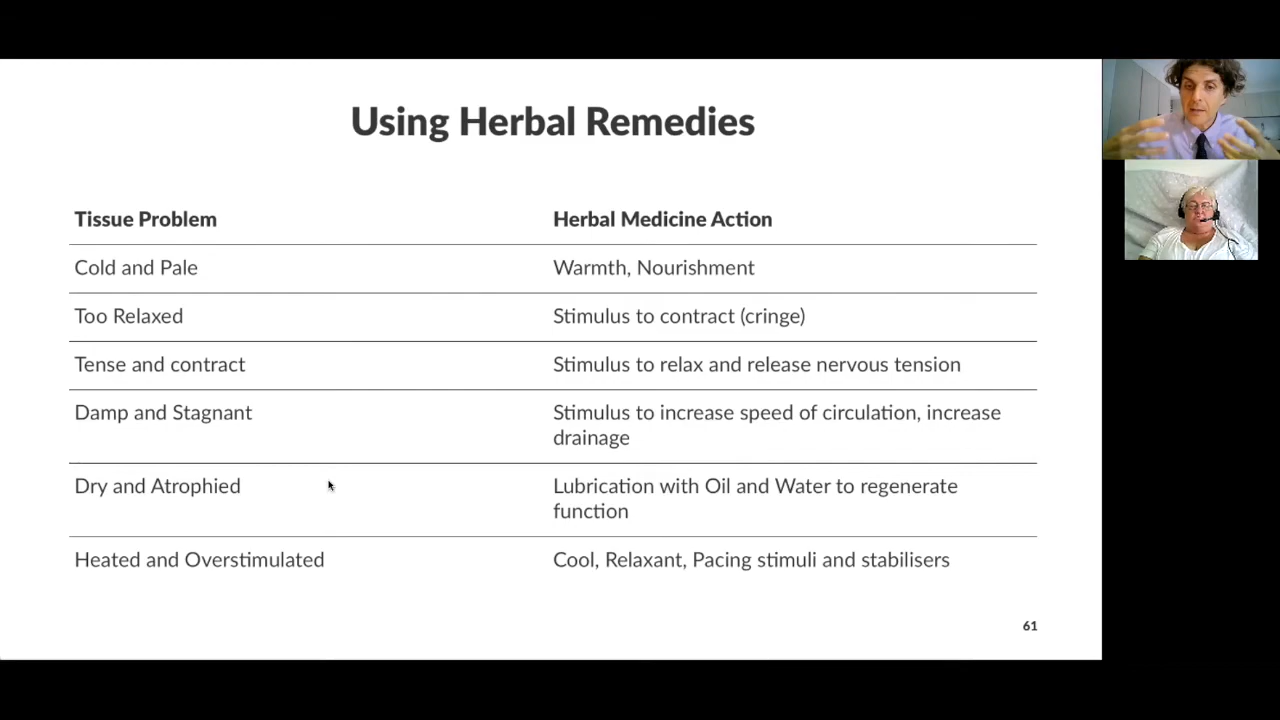 Using Herbal Remedies
Tissue Problem
Herbal Medicine Action
Cold and Pale
Warmth, Nourishment
Too Relaxed
Stimulus to contract (cringe)
Tense and contract
Stimulus to relax and release nervous tension
Damp and Stagnant
Stimulus to increase speed of circulation, increase
drainage
Dry and Atrophied
Lubrication with Oil and Water to regenerate
function
Heated and Overstimulated
Cool, Relaxant, Pacing stimuli and stabilisers
61